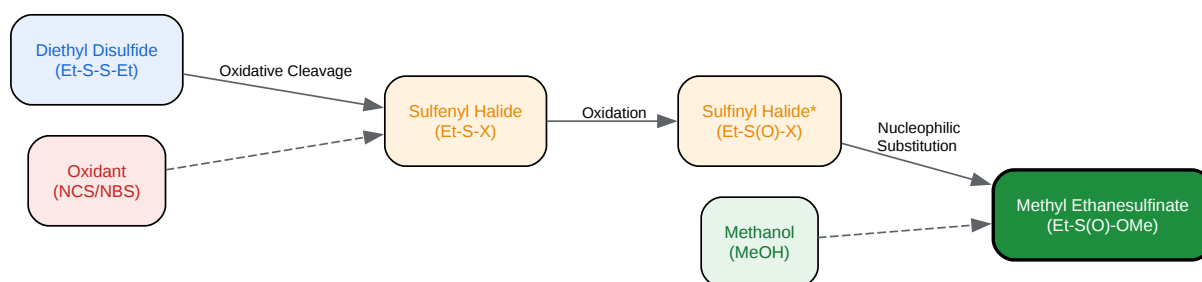 Diethyl Disulfide
(Et-S-S-Et)
Oxidative Cleavage
Oxidant
(NCS/NBS)
Sulfenyl Halide
(Et-S-X)
Oxidation
Sulfinyl Halide*
(Et-S(O)-X)
Nucleophilic
Substitution
Methanol
(MeOH)
Methyl Ethanesulfinate
(Et-S(O)-OMe)